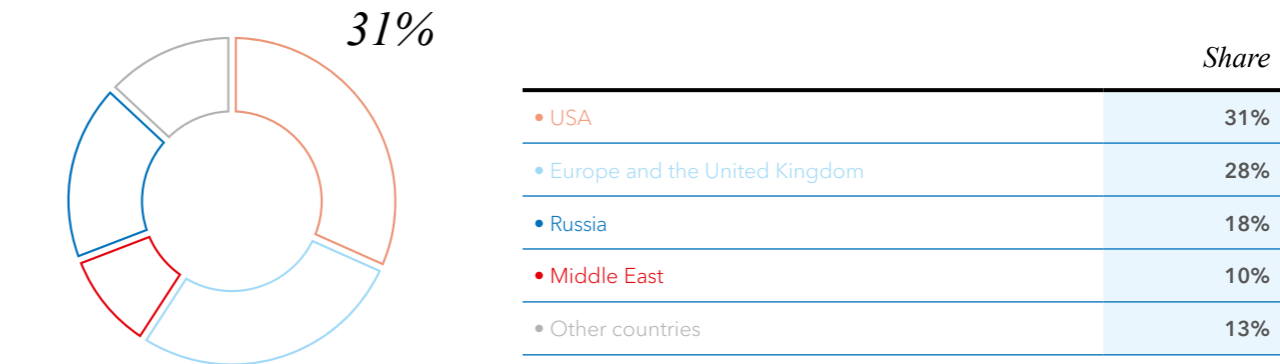 31%
Share
• USA 31%
• Europe and the United Kingdom 28%
• Russia 18%
• Middle East 10%
• Other countries 13%